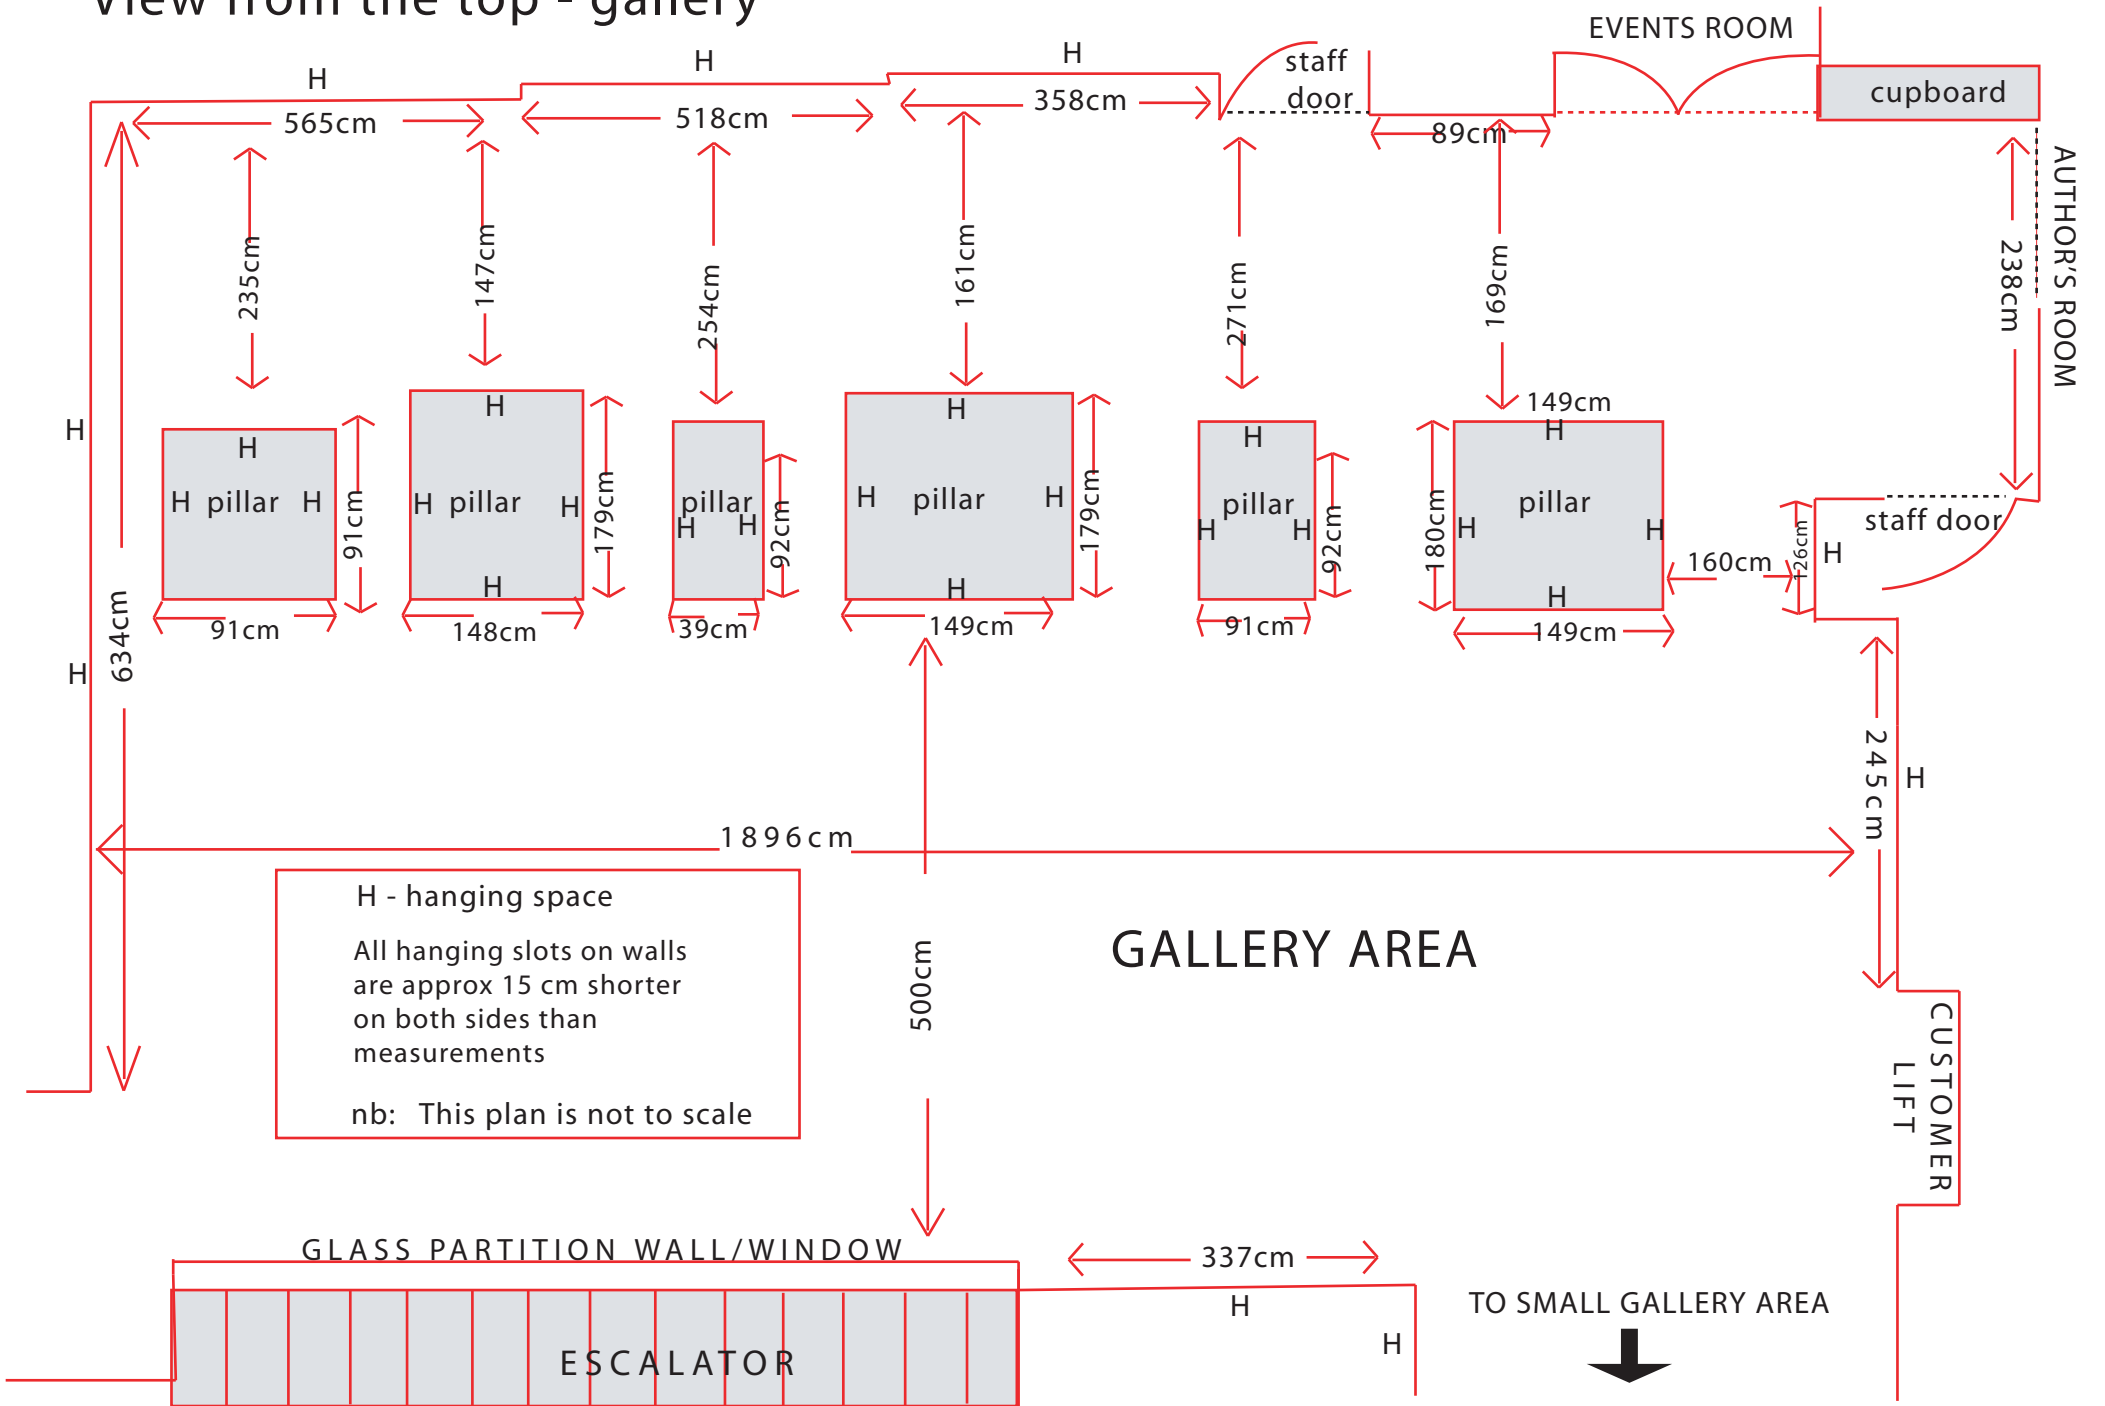 View from the top - gallery
EVENTS ROOM
H
H
H
staff
door
cupboard
565cm
518cm
358cm
89cm
AUTHOR'S ROOM
235cm
147cm
254cm
161cm
271cm
169cm
238cm
H
H
H pillar H
91cm
91cm
H
H pillar H
H
179cm
148cm
pillar
H H
92cm
39cm
H
H pillar H
H
179cm
149cm
H
pillar
H H
92cm
91cm
149cm
H
pillar
H H
H
180cm
149cm
160cm
126cm
H
staff door
H
634cm
245cm
H
1896cm
H - hanging space
All hanging slots on walls
are approx 15 cm shorter
on both sides than
measurements
nb: This plan is not to scale
500cm
GALLERY AREA
CUSTOMER
LIFT
GLASS PARTITION WALL/WINDOW
337cm
H
H
TO SMALL GALLERY AREA
ESCALATOR